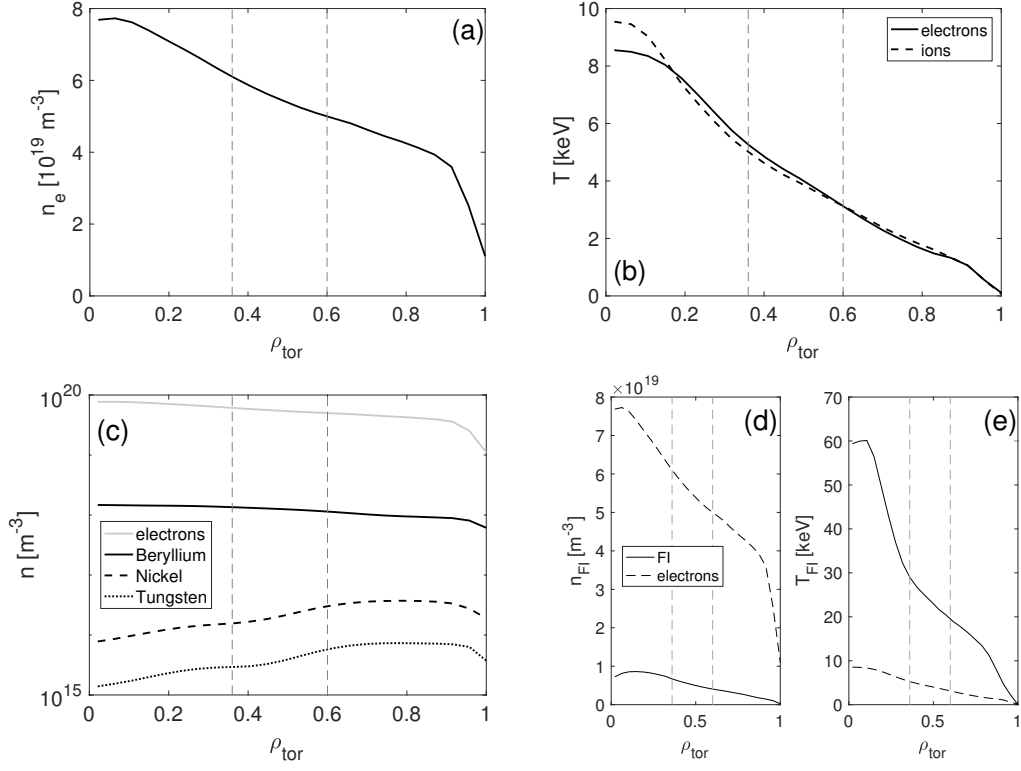 (a)
8
6
4
2
0
n_e [10^19 m^-3]
0 0.2 0.4 0.6 0.8 1
ρ_tor
electrons
ions
(b)
10
8
6
4
2
0
T [keV]
0 0.2 0.4 0.6 0.8 1
ρ_tor
(c)
10^20
10^15
n [m^-3]
electrons
Beryllium
Nickel
Tungsten
0 0.2 0.4 0.6 0.8 1
ρ_tor
×10^19
(d)
9
8
7
6
5
4
3
2
1
0
n_FI [m^-3]
FI
electrons
0 0.5 1
ρ_tor
(e)
70
60
50
40
30
20
10
0
T_FI [keV]
0 0.5 1
ρ_tor